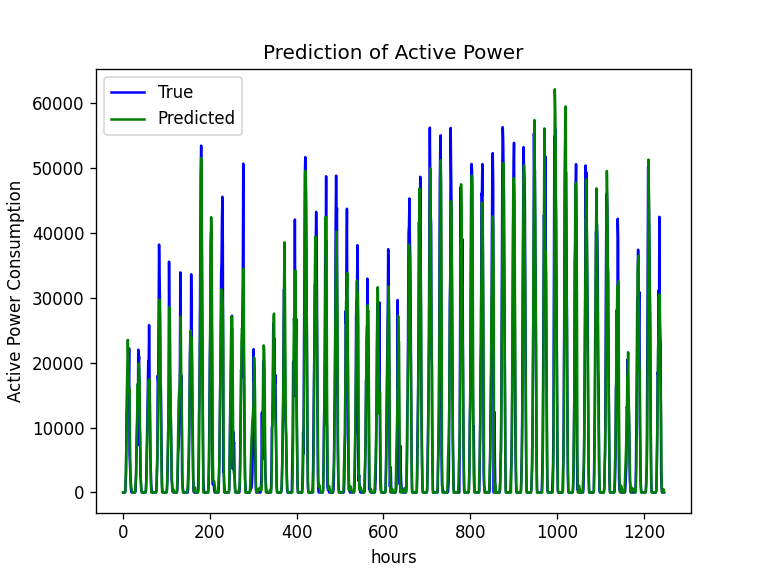 Prediction of Active Power
True
Predicted
60000
50000
40000
30000
20000
10000
0
Active Power Consumption
0 200 400 600 800 1000 1200
hours